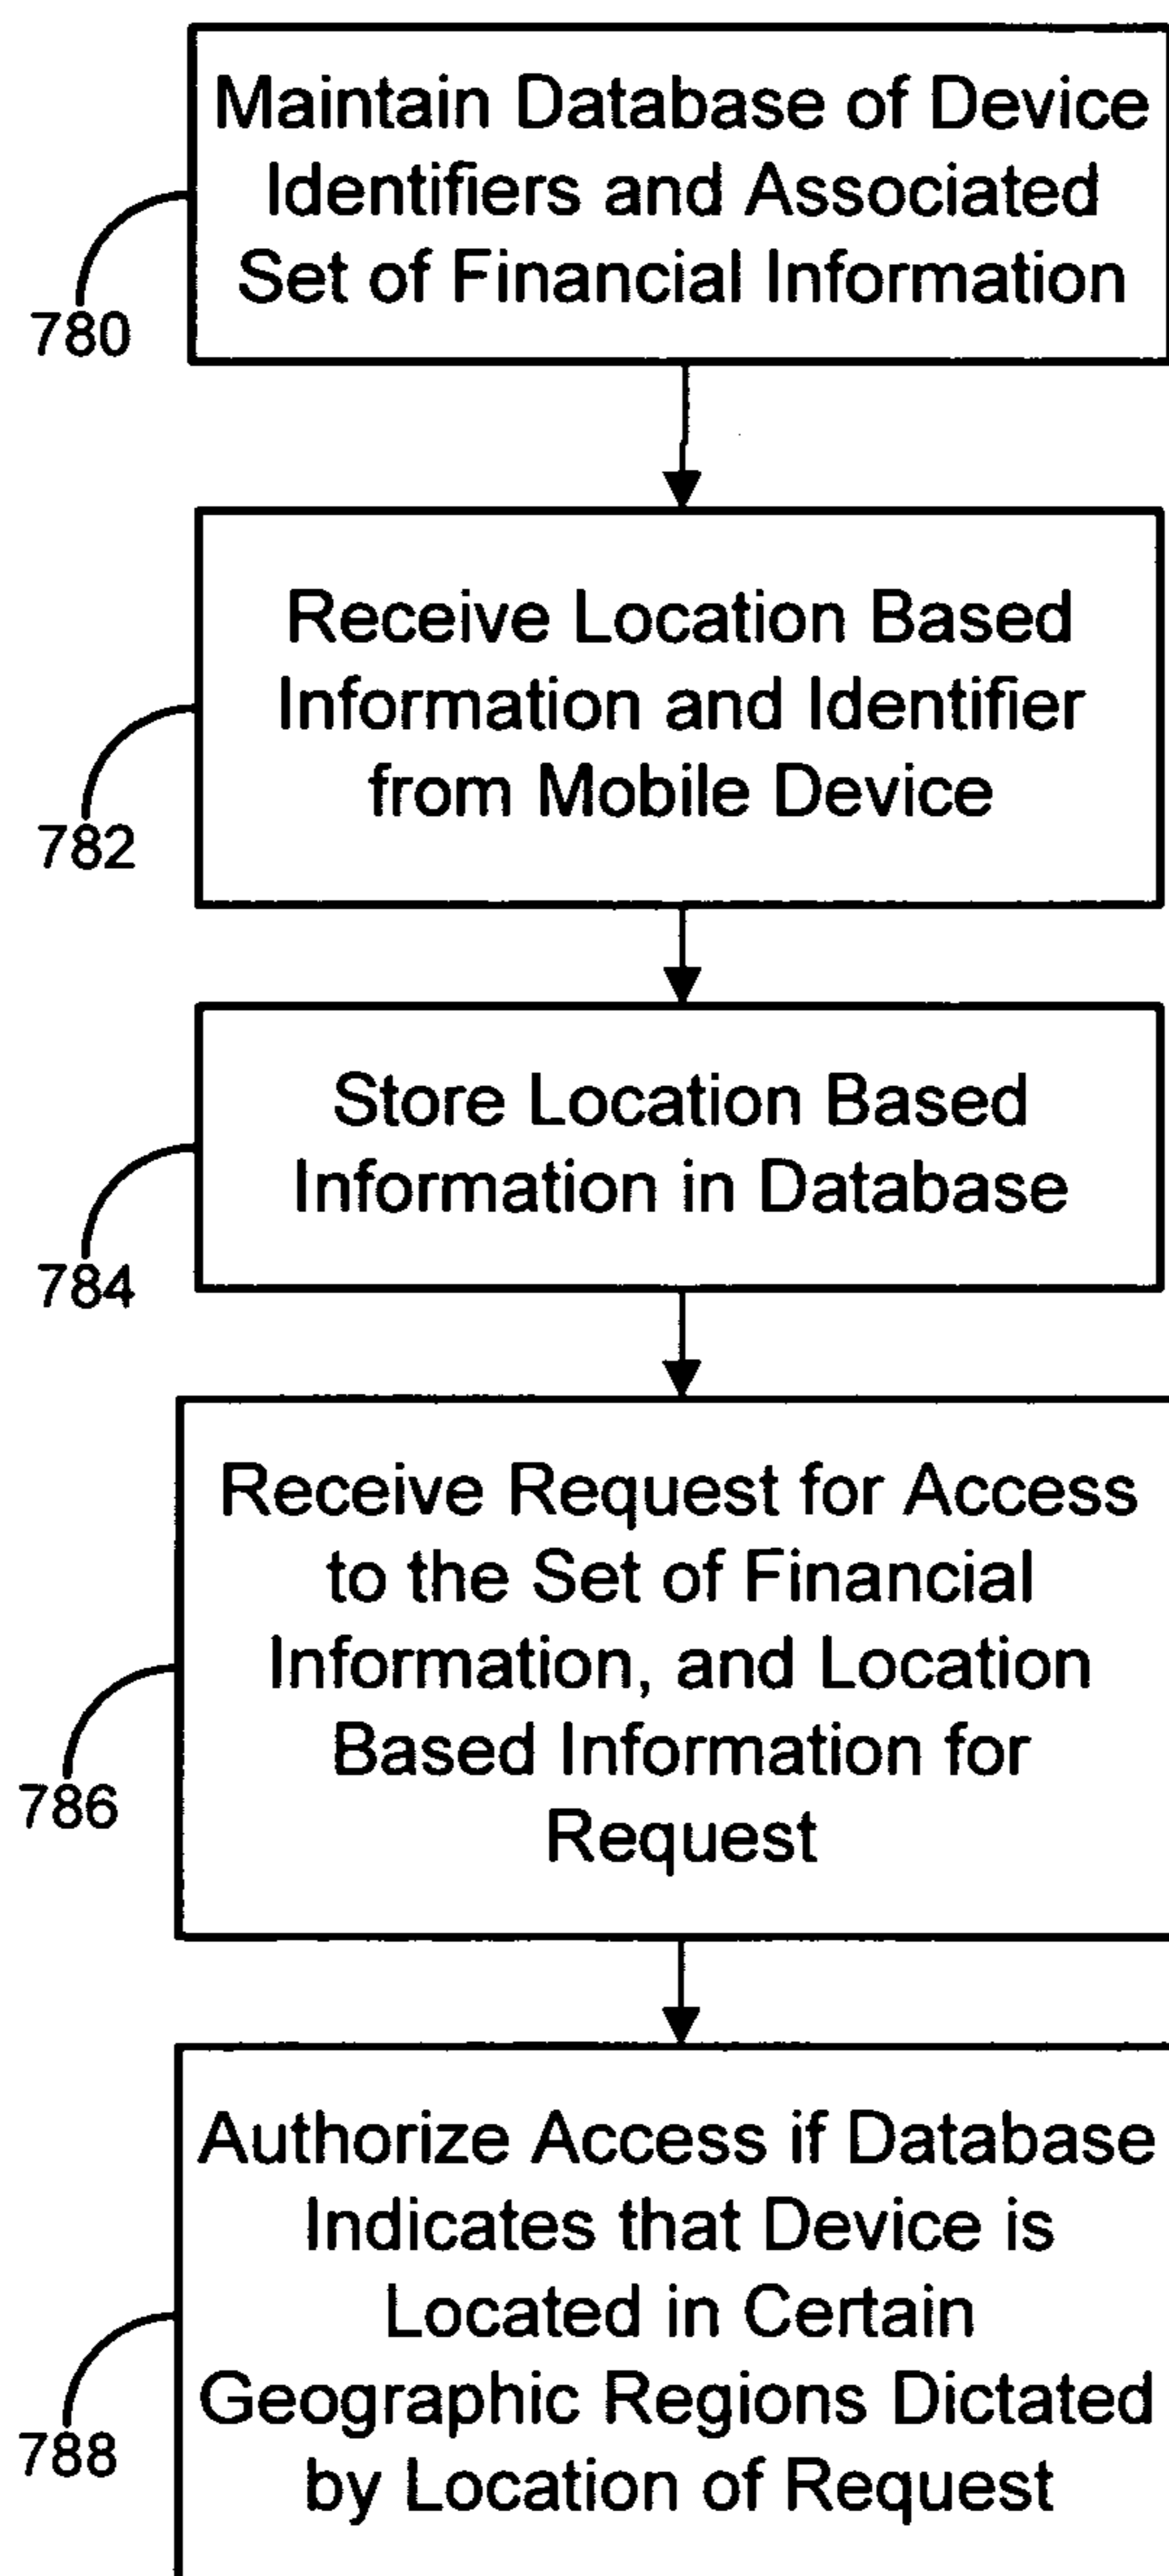 Maintain Database of Device
Identifiers and Associated
Set of Financial Information
780
Receive Location Based
Information and Identifier
from Mobile Device
782
Store Location Based
Information in Database
784
Receive Request for Access
to the Set of Financial
Information, and Location
Based Information for
Request
786
Authorize Access if Database
Indicates that Device is
Located in Certain
Geographic Regions Dictated
by Location of Request
788